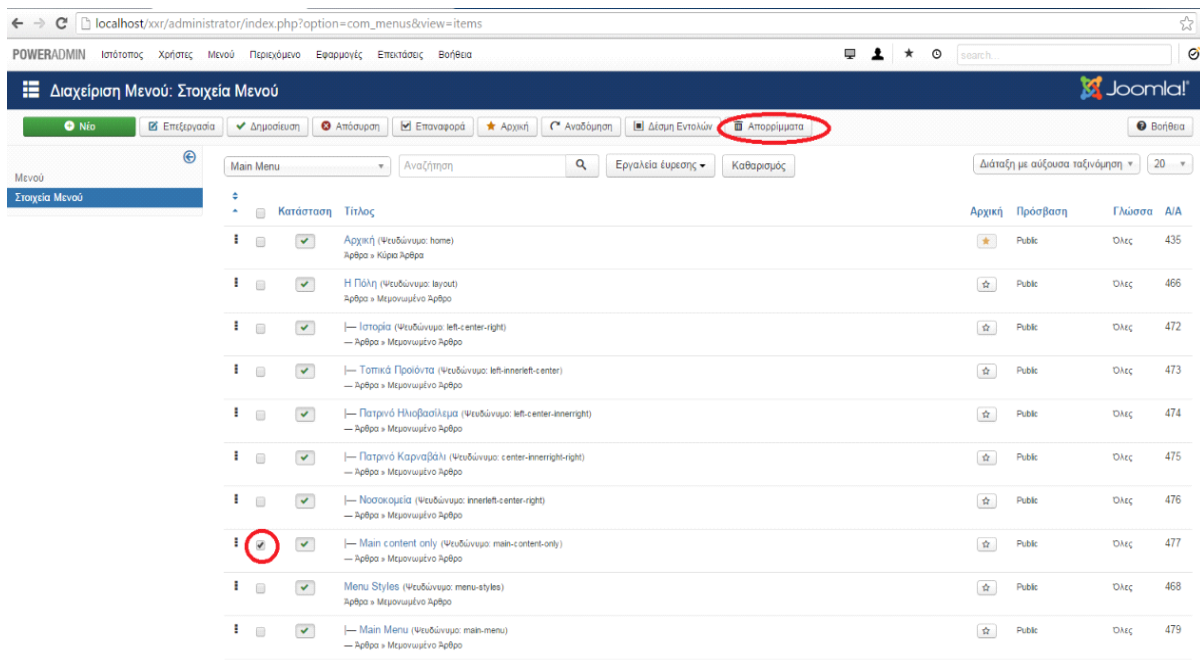 localhost/xxr/administrator/index.php?option=com_menus&view=items
POWERADMIN Ιστότοπος Χρήστες Μενού Περιεχόμενο Εφαρμογές Επεκτάσεις Βοήθεια search...
Διαχείριση Μενού: Στοιχεία Μενού Joomla!
Νέο Επεξεργασία Δημοσίευση Απόσυρση Επαναφορά Αρχική Αναδόμηση Δέσμη Εντολών Απορρίμματα Βοήθεια
Main Menu Αναζήτηση Εργαλεία έυρεσης Καθαρισμός Διάταξη με αύξουσα ταξινόμηση 20
Μενού
Στοιχεία Μενού
Κατάσταση Τίτλος Αρχική Πρόσβαση Γλώσσα Α/Α
Αρχική (Ψευδώνυμο: home) Public Όλες 435
Άρθρα » Κύρια Άρθρα
Η Πόλη (Ψευδώνυμο: layout) Public Όλες 466
Άρθρα » Μεμονωμένο Άρθρο
|— Ιστορία (Ψευδώνυμο: left-center-right) Public Όλες 472
— Άρθρα » Μεμονωμένο Άρθρο
|— Τοπικά Προϊόντα (Ψευδώνυμο: left-innerleft-center) Public Όλες 473
— Άρθρα » Μεμονωμένο Άρθρο
|— Πατρινό Ηλιοβασίλεμα (Ψευδώνυμο: left-center-innerright) Public Όλες 474
— Άρθρα » Μεμονωμένο Άρθρο
|— Πατρινό Καρναβάλι (Ψευδώνυμο: center-innerright-right) Public Όλες 475
— Άρθρα » Μεμονωμένο Άρθρο
|— Νοσοκομεία (Ψευδώνυμο: innerleft-center-right) Public Όλες 476
— Άρθρα » Μεμονωμένο Άρθρο
|— Main content only (Ψευδώνυμο: main-content-only) Public Όλες 477
— Άρθρα » Μεμονωμένο Άρθρο
Menu Styles (Ψευδώνυμο: menu-styles) Public Όλες 468
Άρθρα » Μεμονωμένο Άρθρο
|— Main Menu (Ψευδώνυμο: main-menu) Public Όλες 479
— Άρθρα » Μεμονωμένο Άρθρο